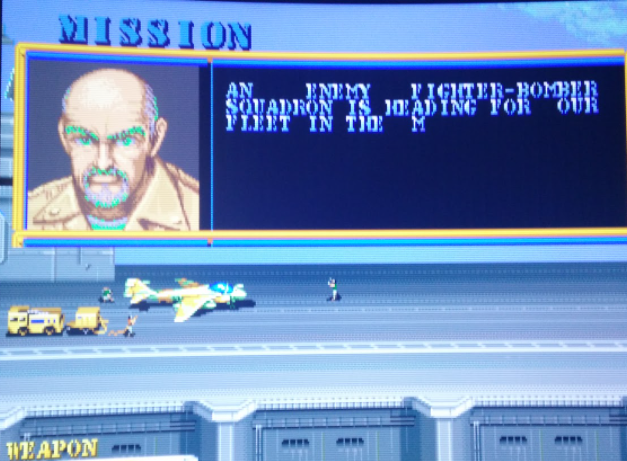 MISSION
AN ENEMY FIGHTER-BOMBER
SQUADRON IS HEADING FOR OUR
FLEET IN THE M
WEAPON